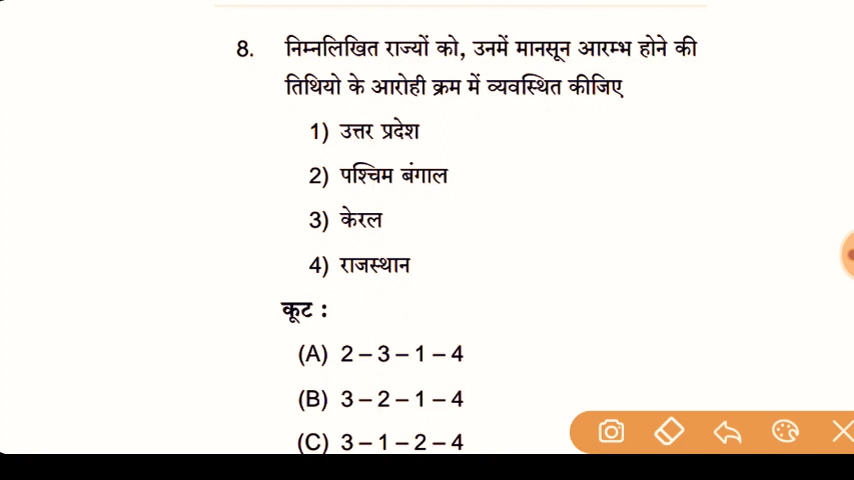 8. निम्नलिखित राज्यों को, उनमें मानसून आरम्भ होने की
तिथियो के आरोही क्रम में व्यवस्थित कीजिए
1) उत्तर प्रदेश
2) पश्चिम बंगाल
3) केरल
4) राजस्थान
कूट :
(A) 2 – 3 – 1 – 4
(B) 3 – 2 – 1 – 4
(C) 3 – 1 – 2 – 4